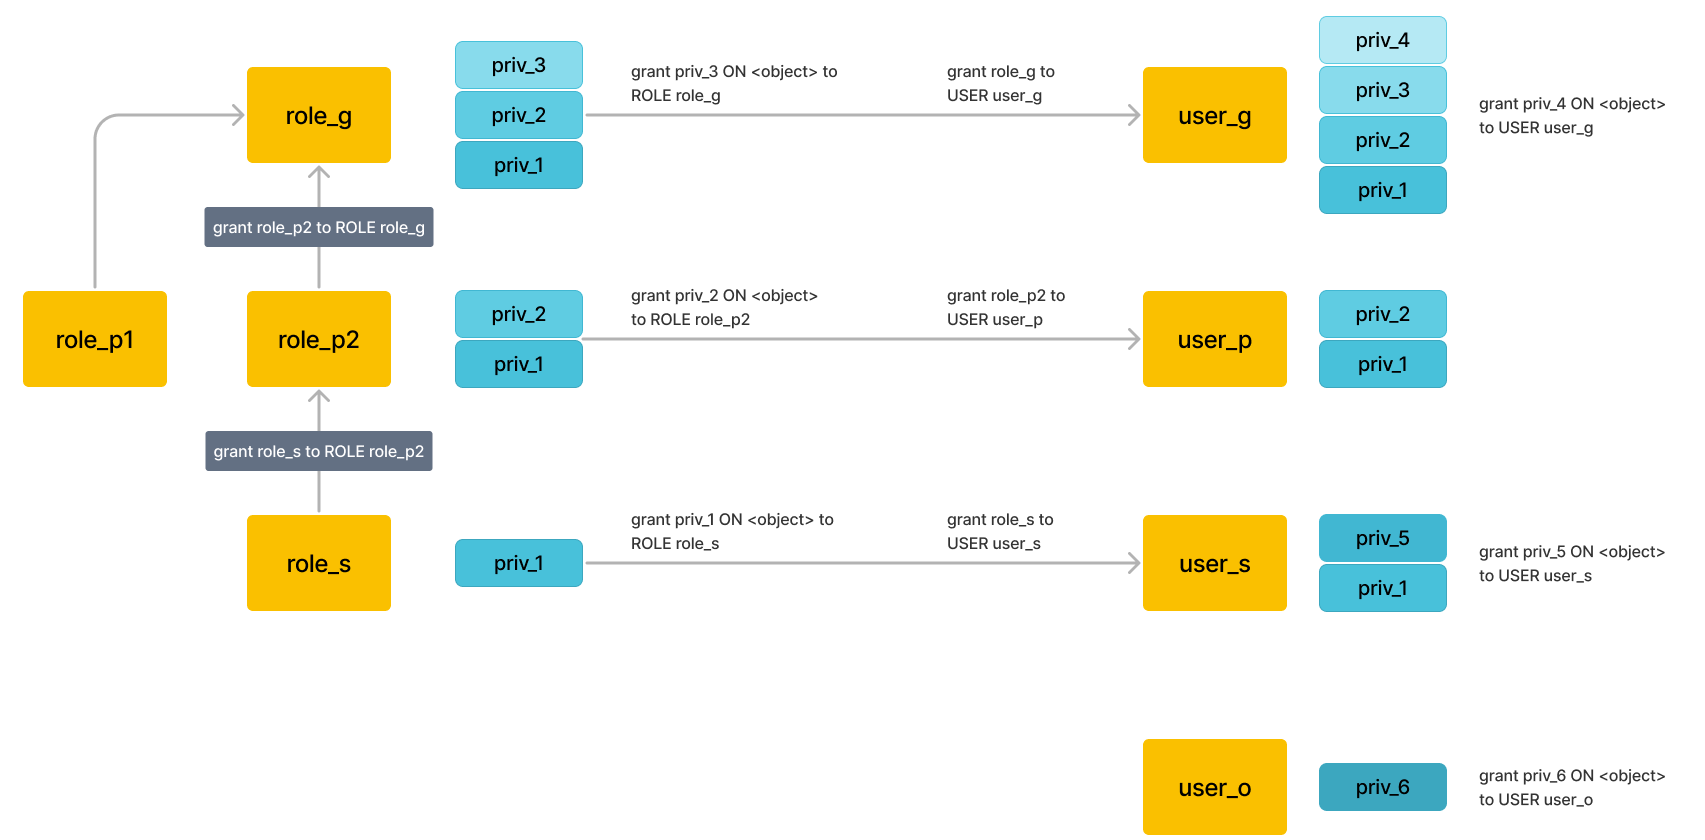 priv_4
priv_3
grant priv_3 ON <object> to
ROLE role_g
grant role_g to
USER user_g
priv_3
role_g
priv_2
user_g
grant priv_4 ON <object>
to USER user_g
priv_2
priv_1
priv_1
grant role_p2 to ROLE role_g
role_p1
role_p2
priv_2
priv_1
grant priv_2 ON <object>
to ROLE role_p2
grant role_p2 to
USER user_p
user_p
priv_2
priv_1
grant role_s to ROLE role_p2
role_s
priv_1
grant priv_1 ON <object> to
ROLE role_s
grant role_s to
USER user_s
user_s
priv_5
priv_1
grant priv_5 ON <object>
to USER user_s
user_o
priv_6
grant priv_6 ON <object>
to USER user_o